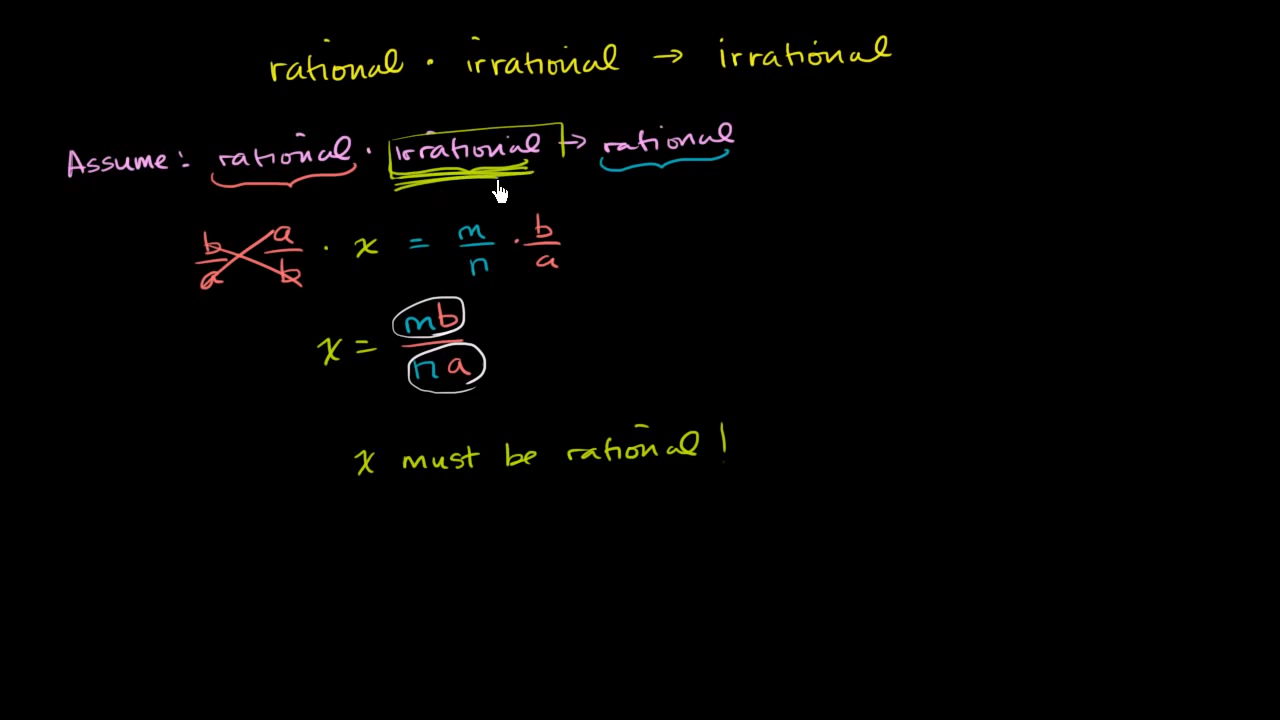 rational · irrational → irrational
Assume: rational · irrational → rational
b/a a/b · x = m/n · b/a
x = mb/na
x must be rational!